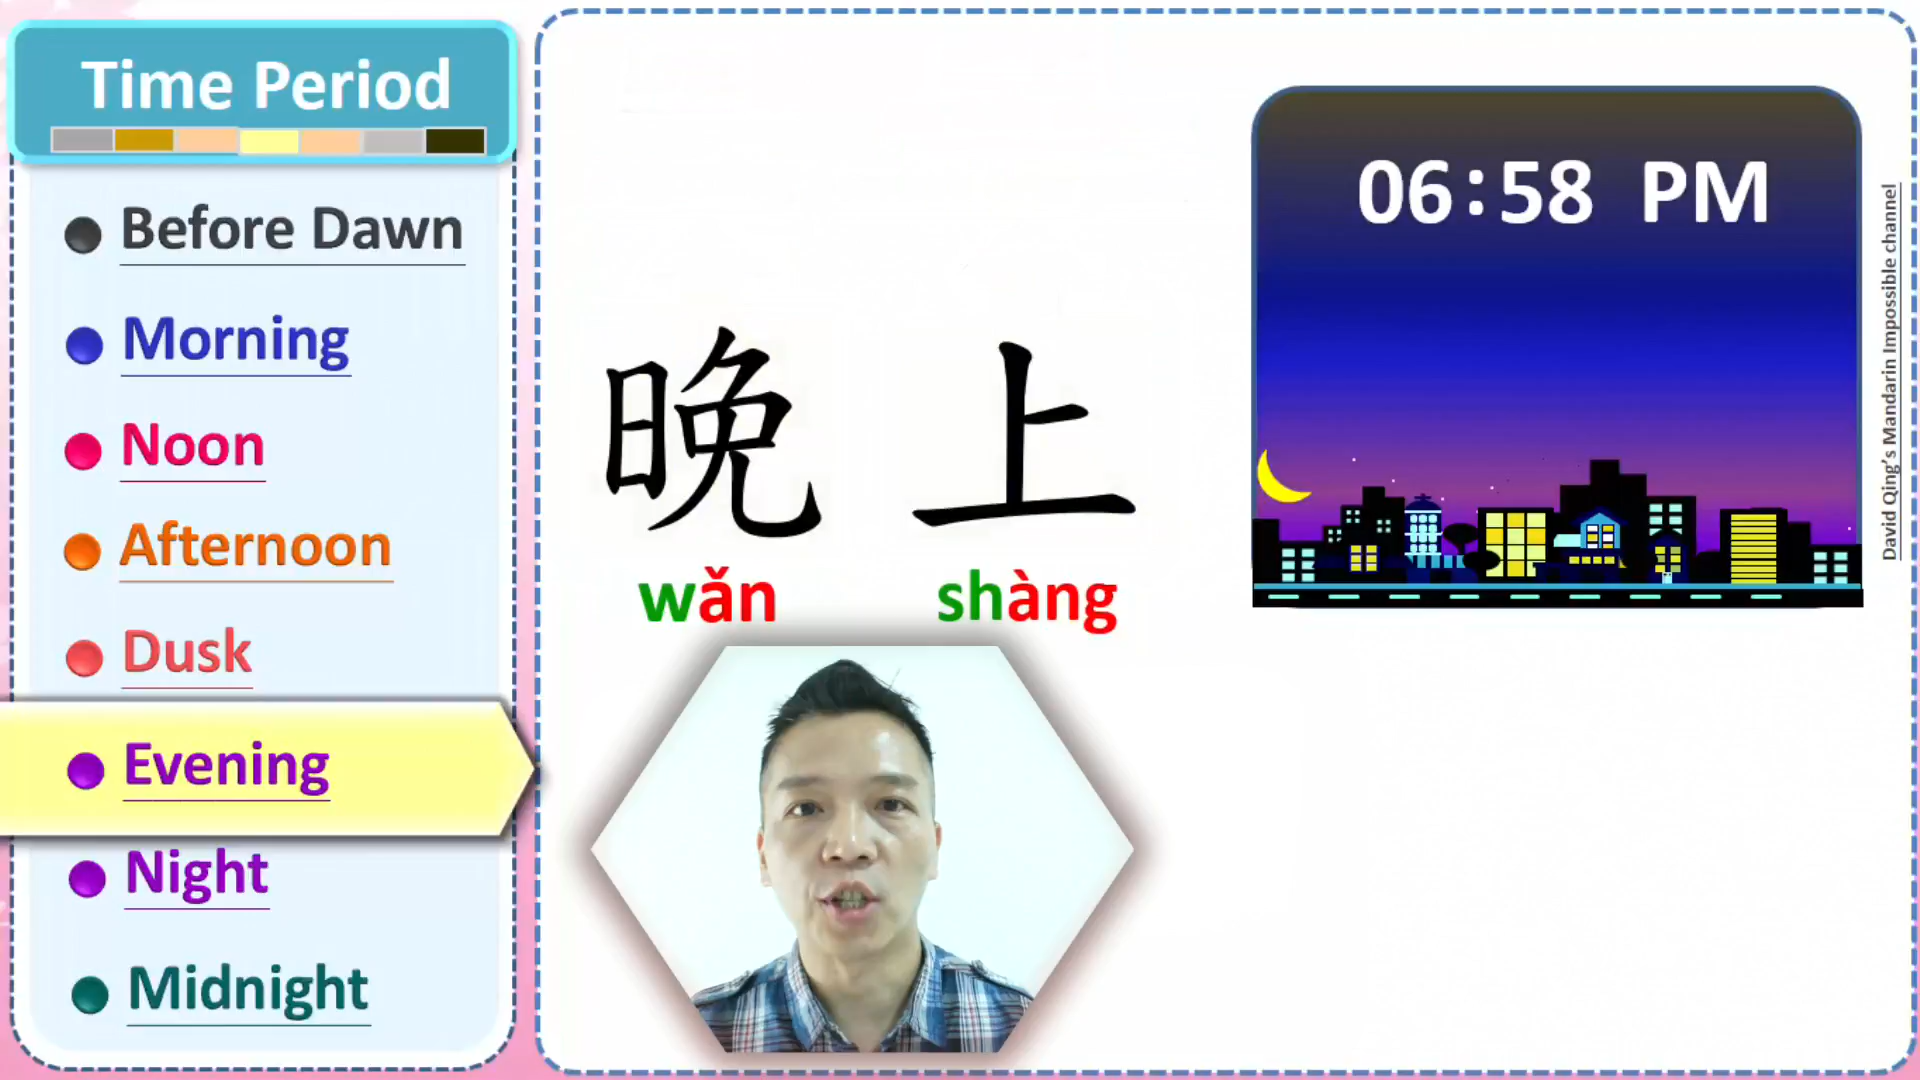 Time Period
Before Dawn
Morning
Noon
Afternoon
Dusk
Evening
Night
Midnight
晚上
wǎn shàng
06:58 PM
David Qing's Mandarin Impossible channel